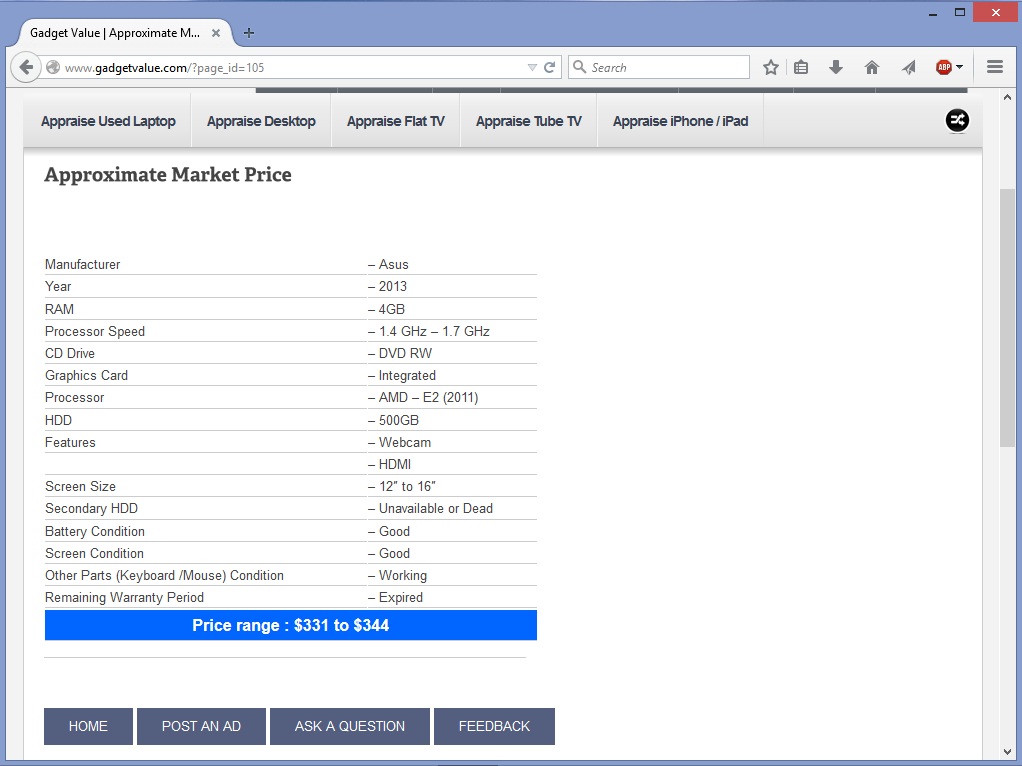 Gadget Value | Approximate M...
www.gadgetvalue.com/?page_id=105
Search
ABP
Appraise Used Laptop Appraise Desktop Appraise Flat TV Appraise Tube TV Appraise iPhone / iPad
Approximate Market Price
Manufacturer – Asus
Year – 2013
RAM – 4GB
Processor Speed – 1.4 GHz – 1.7 GHz
CD Drive – DVD RW
Graphics Card – Integrated
Processor – AMD – E2 (2011)
HDD – 500GB
Features – Webcam
– HDMI
Screen Size – 12″ to 16″
Secondary HDD – Unavailable or Dead
Battery Condition – Good
Screen Condition – Good
Other Parts (Keyboard /Mouse) Condition – Working
Remaining Warranty Period – Expired
Price range : $331 to $344
HOME POST AN AD ASK A QUESTION FEEDBACK